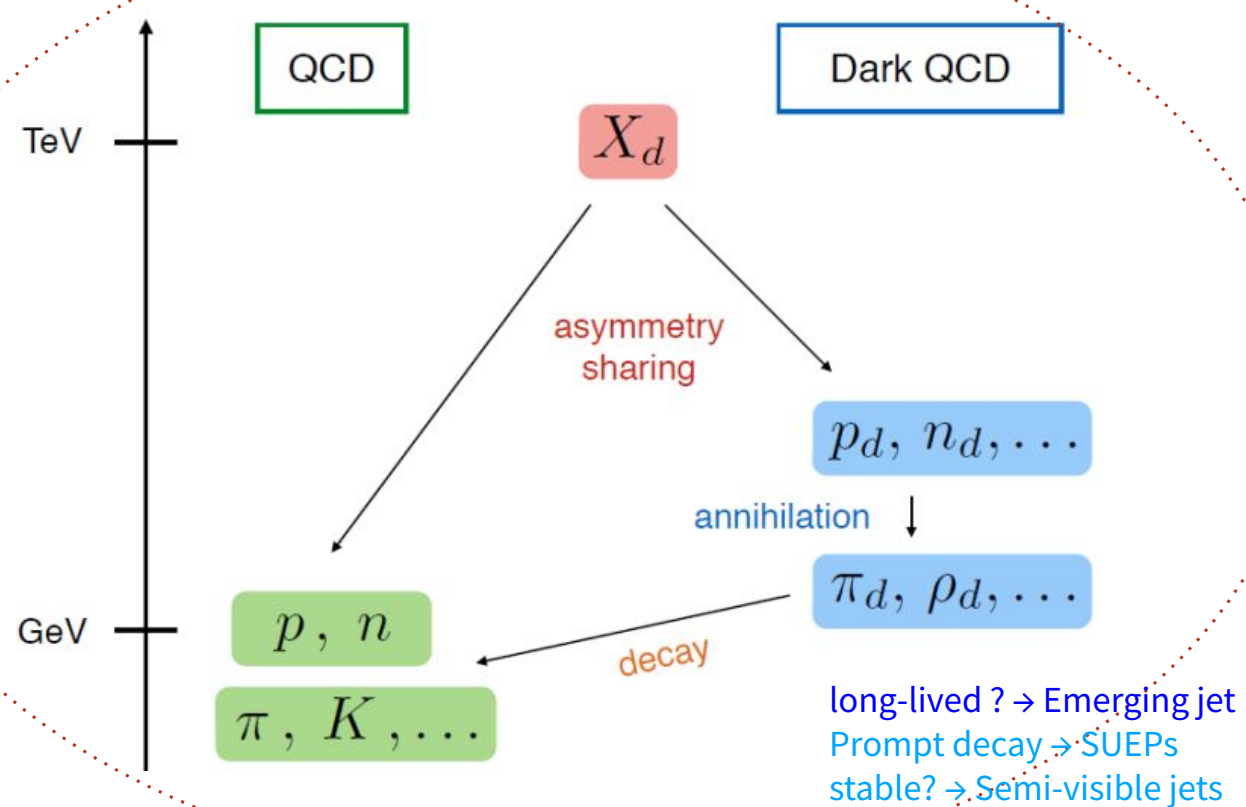 QCD
Dark QCD
TeV
X_d
asymmetry
sharing
p_d, n_d, ...
annihilation
π_d, ρ_d, ...
GeV
p, n
decay
π, K, ...
long-lived ? → Emerging jet
Prompt decay → SUEPs
stable? → Semi-visible jets